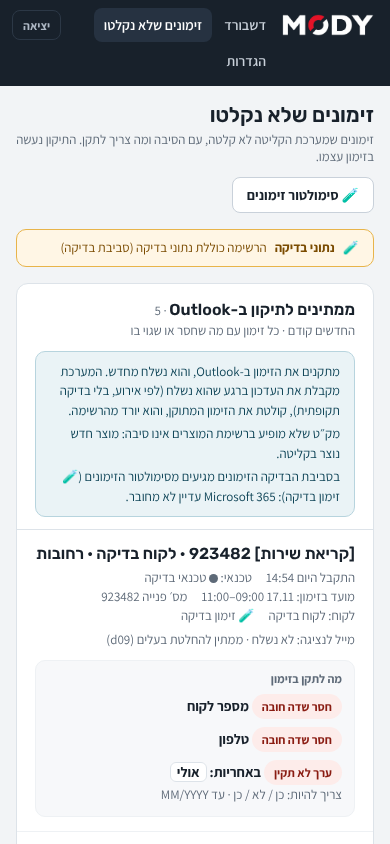 MODY
דשבורד
זימונים שלא נקלטו
יציאה
הגדרות
זימונים שלא נקלטו
זימונים שמערכת הקליטה לא קלטה, עם הסיבה ומה צריך לתקן. התיקון נעשה
בזימון עצמו.
🧪 סימולטור זימונים
🧪 נתוני בדיקה הרשימה כוללת נתוני בדיקה (סביבת בדיקה)
ממתינים לתיקון ב-Outlook · 5
החדשים קודם · כל זימון עם מה שחסר או שגוי בו
מתקנים את הזימון ב-Outlook, והוא נשלח מחדש. המערכת
מקבלת את העדכון ברגע שהוא נשלח (לפי אירוע, בלי בדיקה
תקופתית), קולטת את הזימון המתוקן, והוא יורד מהרשימה.
מק״ט שלא מופיע ברשימת המוצרים אינו סיבה: מוצר חדש
נוצר בקליטה.
בסביבת הבדיקה הזימונים מגיעים מסימולטור הזימונים (🧪
זימון בדיקה): Microsoft 365 עדיין לא מחובר.
[קריאת שירות] 923482 • לקוח בדיקה • רחובות
התקבל היום 14:54 טכנאי: ● טכנאי בדיקה
מועד בזימון: 17.11 09:00–11:00 מס׳ פנייה 923482
לקוח: לקוח בדיקה 🧪 זימון בדיקה
מייל לנציגה: לא נשלח · ממתין להחלטת בעלים (d09)
מה לתקן בזימון
חסר שדה חובה מספר לקוח
חסר שדה חובה טלפון
ערך לא תקין באחריות: אולי
צריך להיות: כן / לא / כן · עד MM/YYYY